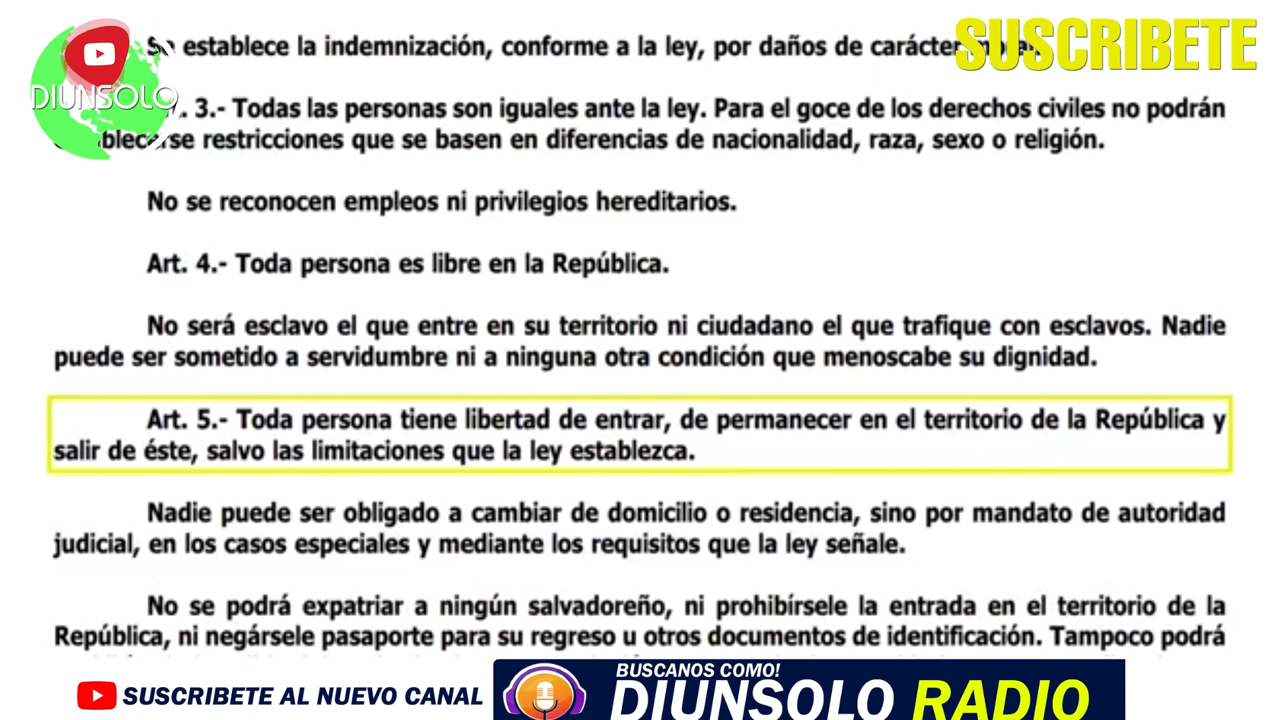 SUSCRIBETE
establece la indemnización, conforme a la ley, por daños de carácter
DIUNSOLO
3.- Todas las personas son iguales ante la ley. Para el goce de los derechos civiles no podrán
restricciones que se basen en diferencias de nacionalidad, raza, sexo o religión.
No se reconocen empleos ni privilegios hereditarios.
Art. 4.- Toda persona es libre en la República.
No será esclavo el que entre en su territorio ni ciudadano el que trafique con esclavos. Nadie
puede ser sometido a servidumbre ni a ninguna otra condición que menoscabe su dignidad.
Art. 5.- Toda persona tiene libertad de entrar, de permanecer en el territorio de la República y
salir de éste, salvo las limitaciones que la ley establezca.
Nadie puede ser obligado a cambiar de domicilio o residencia, sino por mandato de autoridad
judicial, en los casos especiales y mediante los requisitos que la ley señale.
No se podrá expatriar a ningún salvadoreño, ni prohibírsele la entrada en el territorio de la
República, ni negársele pasaporte para su regreso u otros documentos de identificación. Tampoco podrá
SUSCRIBETE AL NUEVO CANAL
BUSCANOS COMO!
DIUNSOLO RADIO